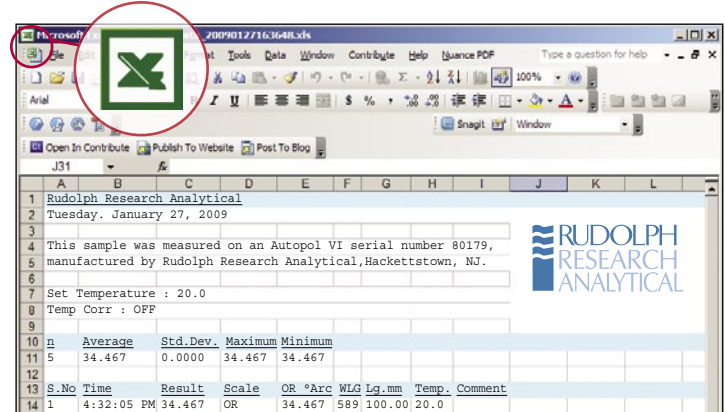 Microsoft
_20090127163648.xls
File
Format Tools Data Window Contribute Help Nuance PDF Type a question for help
100%
Arial
I U $ % ,
Snagit Window
Open In Contribute Publish To Website Post To Blog
J31 fx
A B C D E F G H I J K L
1 Rudolph Research Analytical
2 Tuesday. January 27, 2009
3
4 This sample was measured on an Autopol VI serial number 80179,
5 manufactured by Rudolph Research Analytical,Hackettstown, NJ.
6
7 Set Temperature : 20.0
8 Temp Corr : OFF
9
10 n Average Std.Dev. Maximum Minimum
11 5 34.467 0.0000 34.467 34.467
12
13 S.No Time Result Scale OR °Arc WLG Lg.mm Temp. Comment
14 1 4:32:05 PM 34.467 OR 34.467 589 100.00 20.0
RUDOLPH
RESEARCH
ANALYTICAL